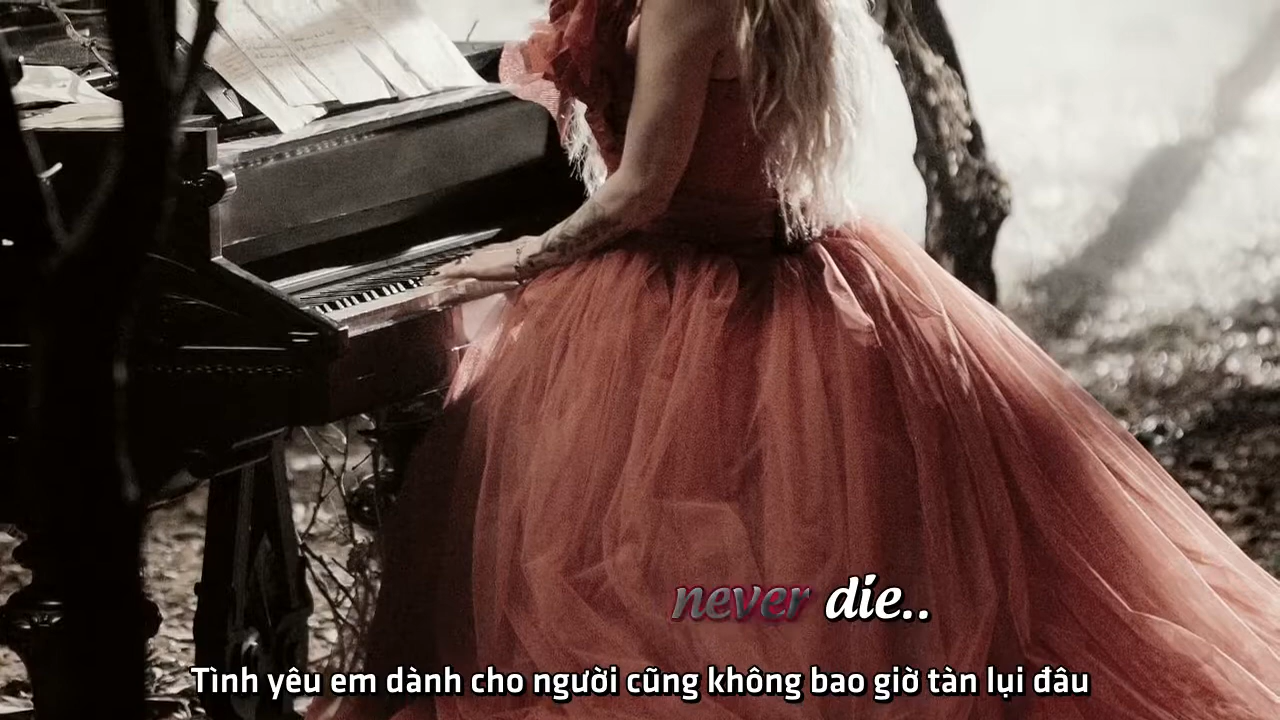 never die..
Tình yêu em dành cho người cũng không bao giờ tàn lụi đâu